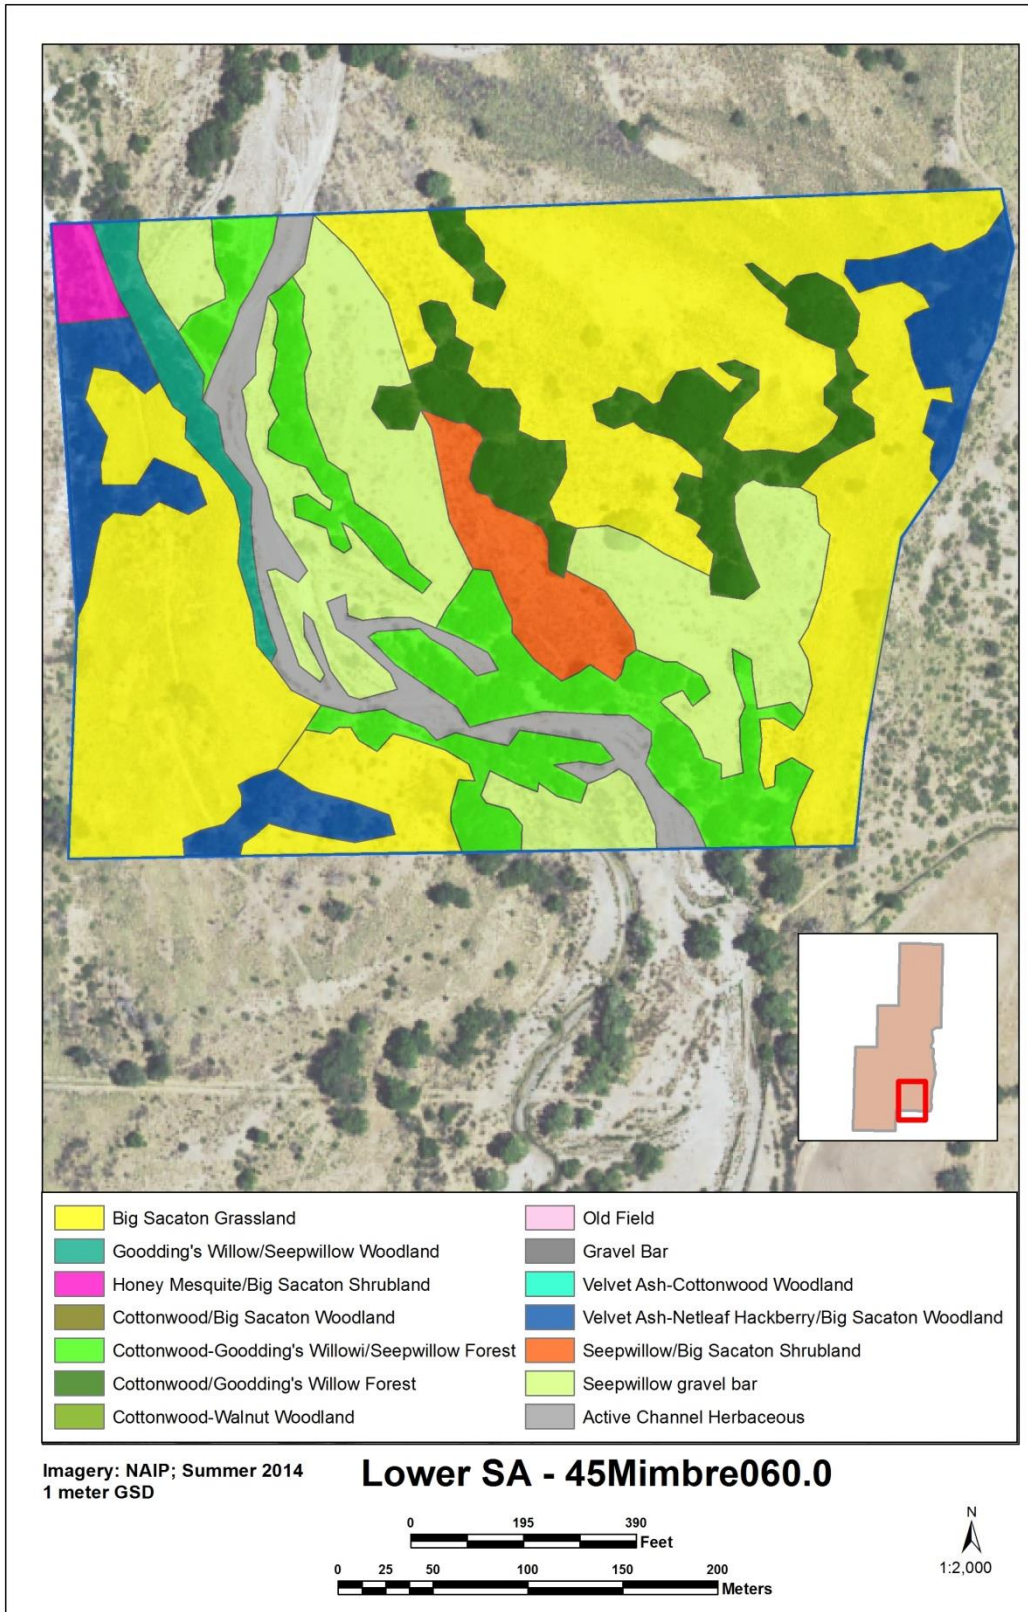 Big Sacaton Grassland
Goodding's Willow/Seepwillow Woodland
Honey Mesquite/Big Sacaton Shrubland
Cottonwood/Big Sacaton Woodland
Cottonwood-Goodding's Willowi/Seepwillow Forest
Cottonwood/Goodding's Willow Forest
Cottonwood-Walnut Woodland
Old Field
Gravel Bar
Velvet Ash-Cottonwood Woodland
Velvet Ash-Netleaf Hackberry/Big Sacaton Woodland
Seepwillow/Big Sacaton Shrubland
Seepwillow gravel bar
Active Channel Herbaceous
Imagery: NAIP; Summer 2014
1 meter GSD
Lower SA - 45Mimbre060.0
0 195 390
Feet
0 25 50 100 150 200
Meters
N
1:2,000